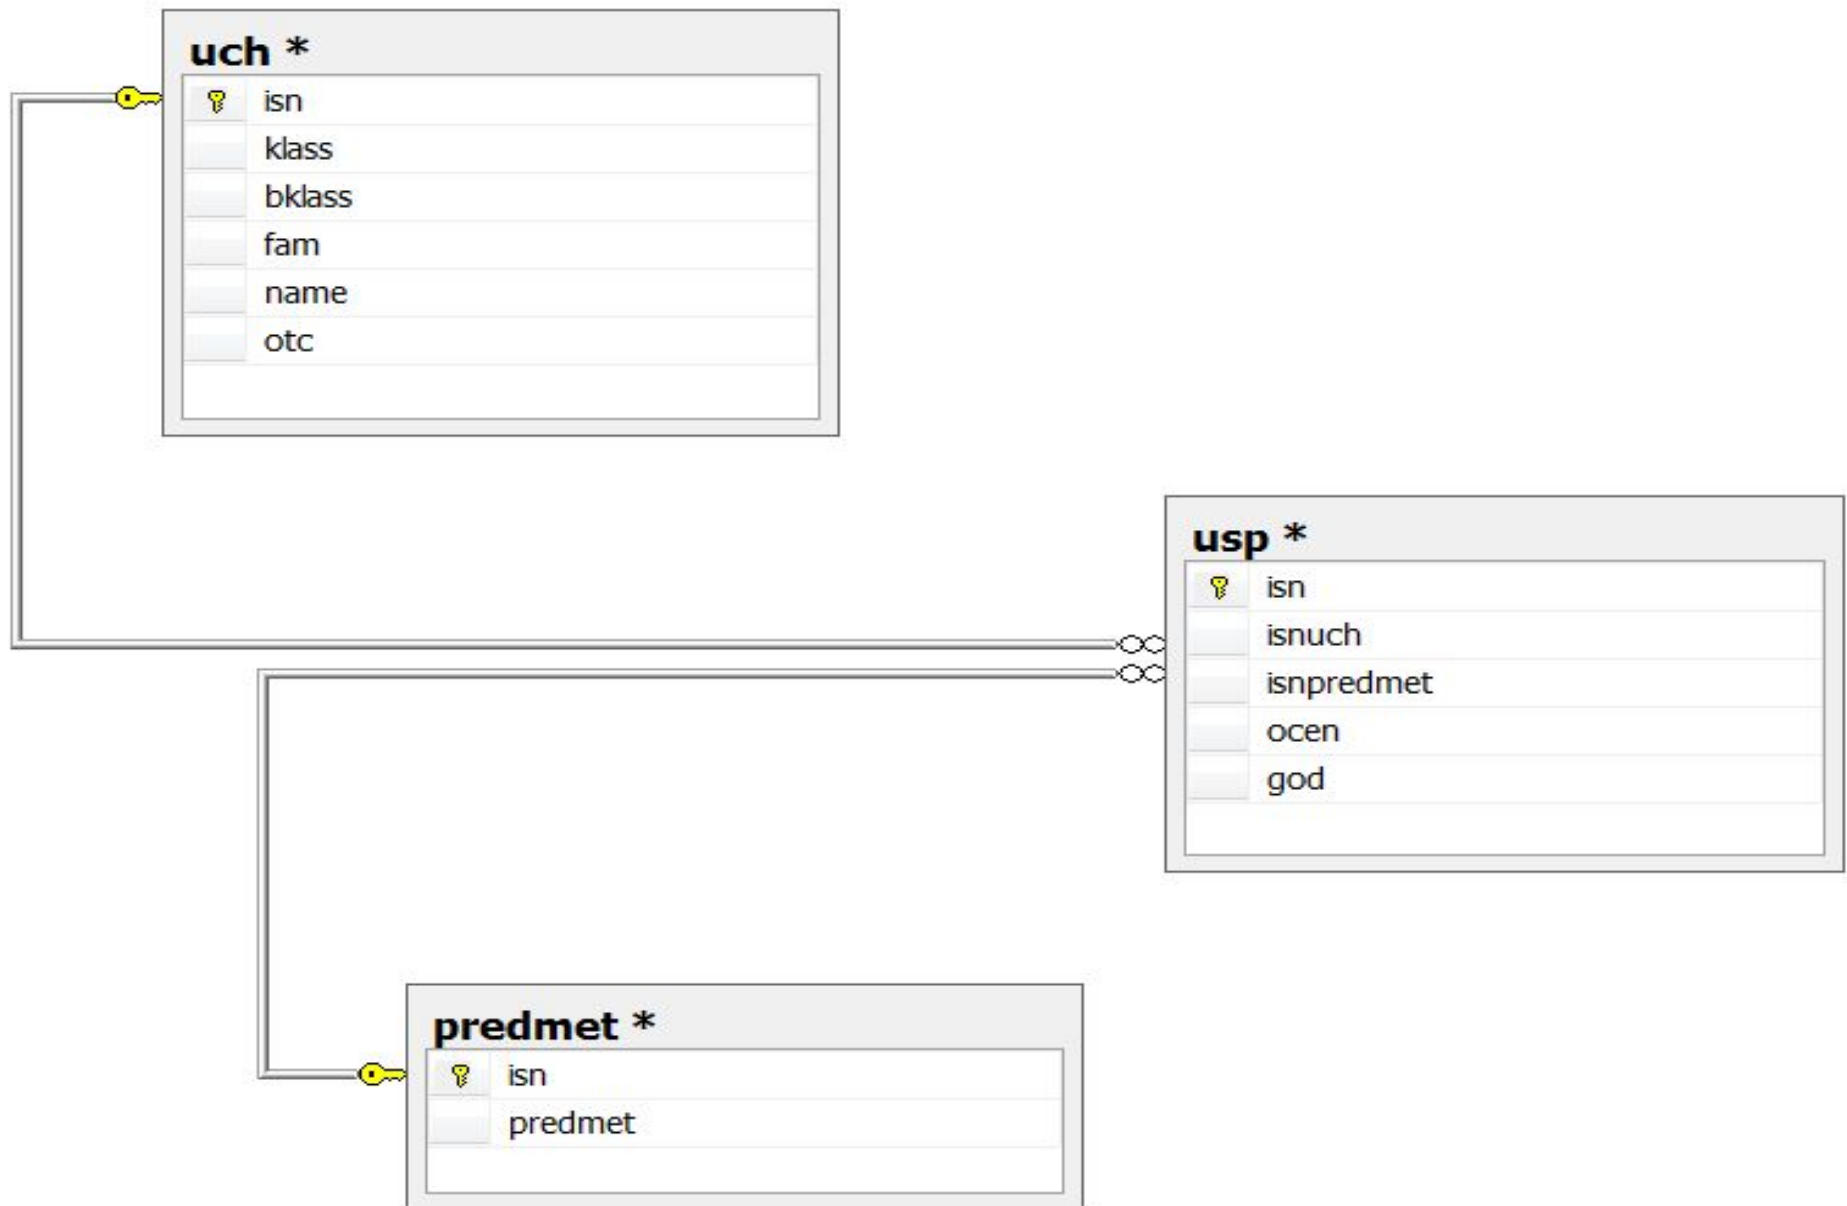 uch *
isn
klass
bklass
fam
name
otc
usp *
isn
isnuch
isnpredmet
ocen
god
predmet *
isn
predmet